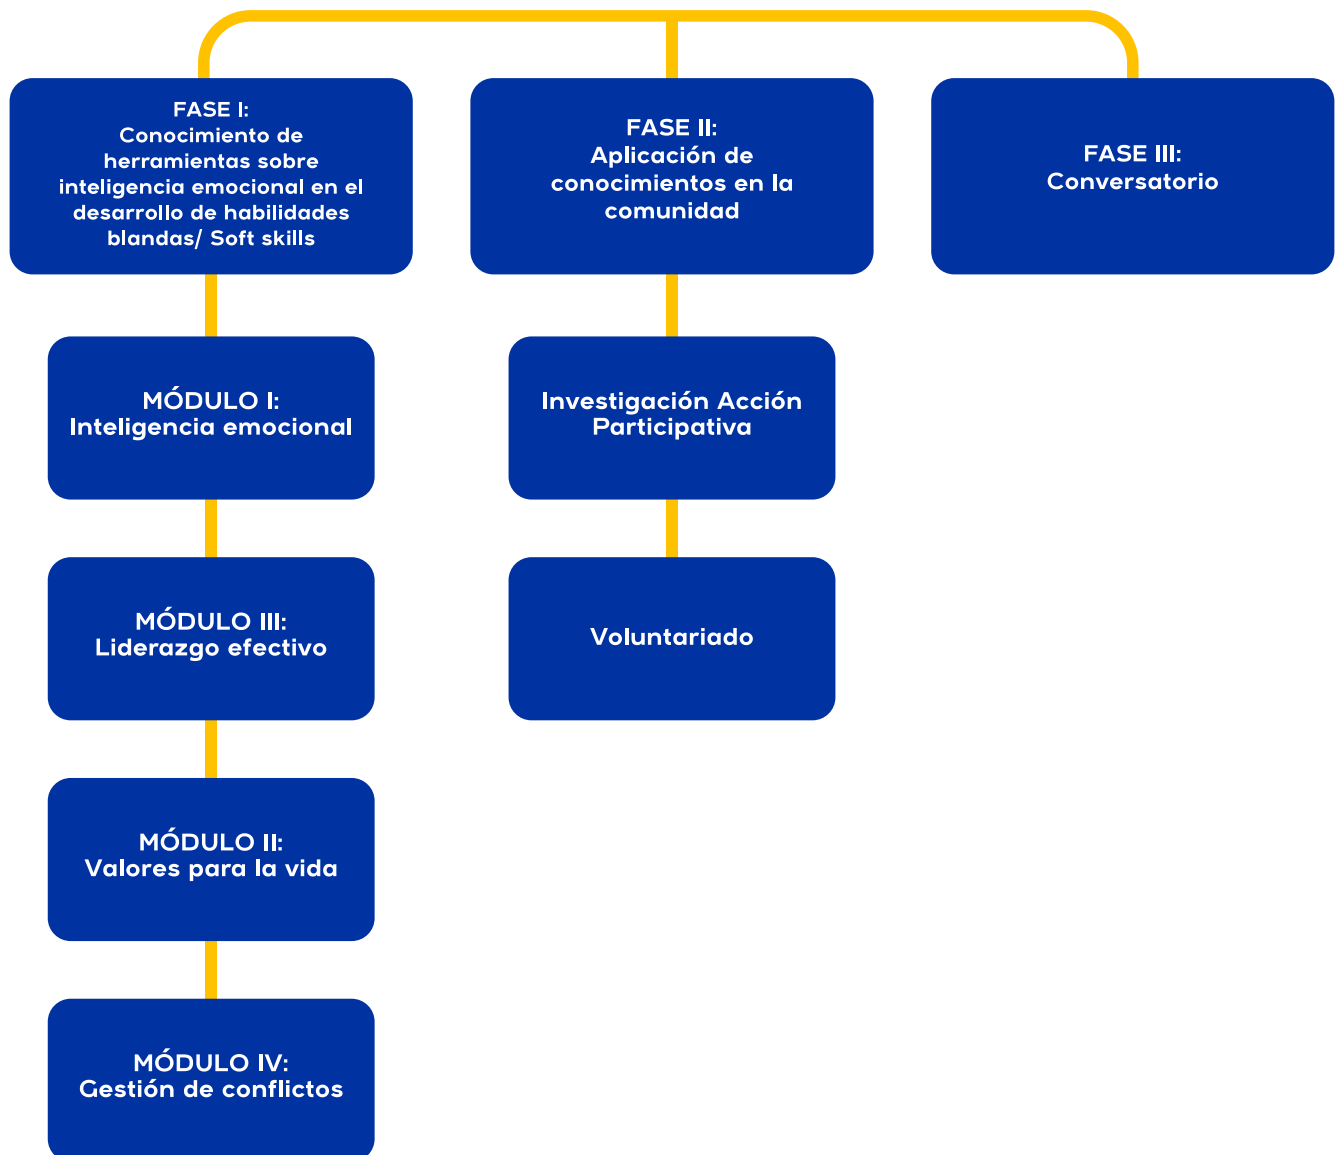 FASE I:
Conocimiento de
herramientas sobre
inteligencia emocional en el
desarrollo de habilidades
blandas/ Soft skills
FASE II:
Aplicación de
conocimientos en la
comunidad
FASE III:
Conversatorio
MÓDULO I:
Inteligencia emocional
Investigación Acción
Participativa
MÓDULO III:
Liderazgo efectivo
Voluntariado
MÓDULO II:
Valores para la vida
MÓDULO IV:
Gestión de conflictos